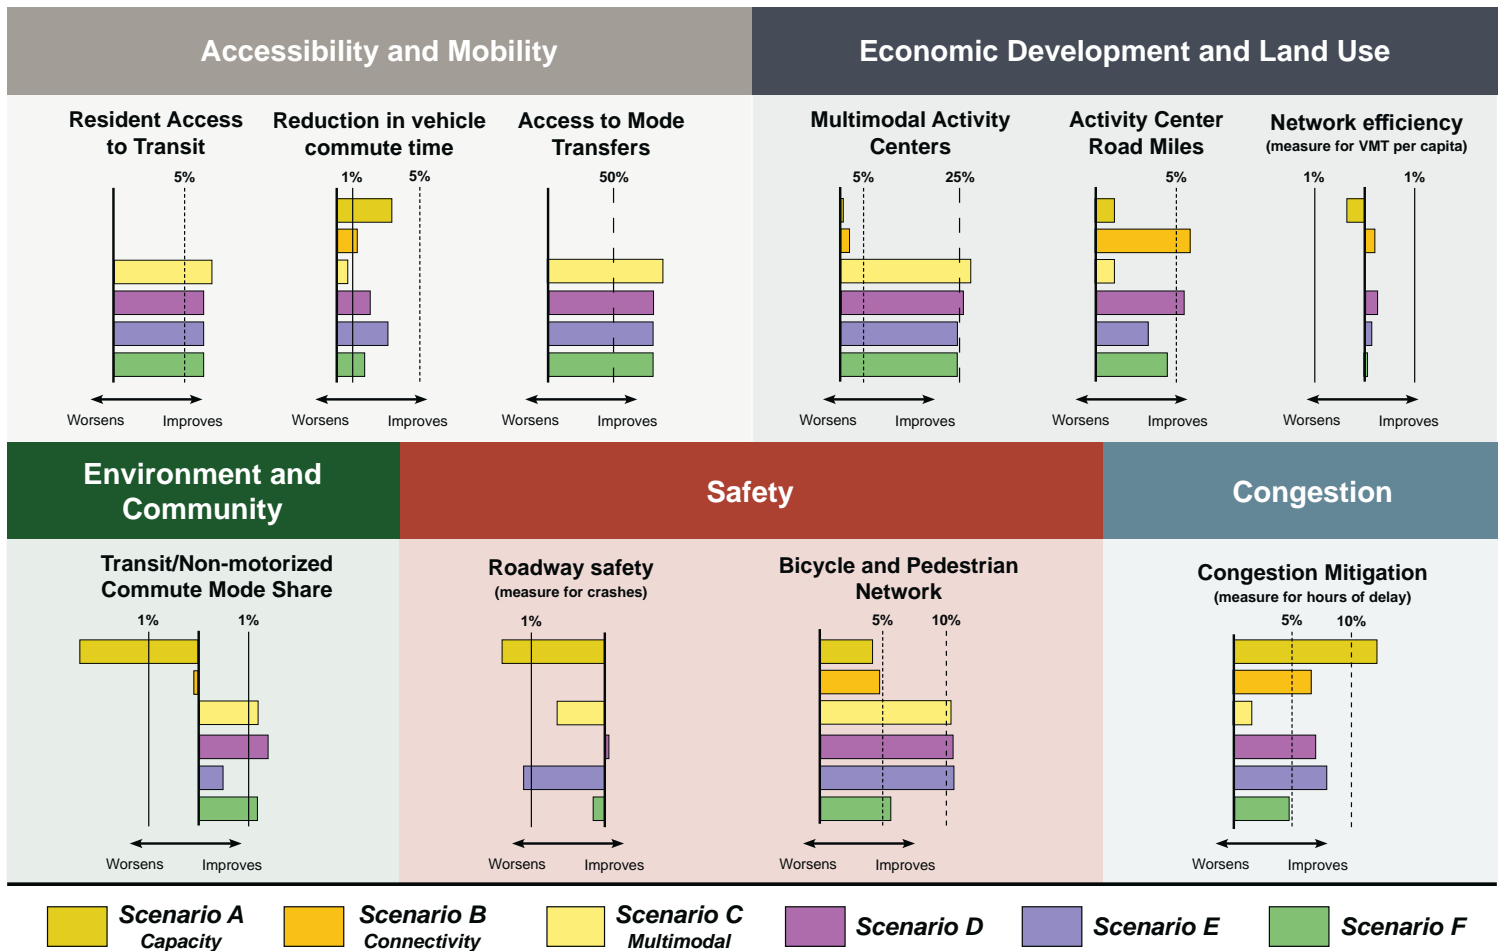 Accessibility and Mobility
Economic Development and Land Use
Resident Access
to Transit
Reduction in vehicle
commute time
Access to Mode
Transfers
Multimodal Activity
Centers
Activity Center
Road Miles
Network efficiency
(measure for VMT per capita)
5%
1%
5%
50%
5%
25%
5%
1%
1%
Worsens
Improves
Worsens
Improves
Worsens
Improves
Worsens
Improves
Worsens
Improves
Worsens
Improves
Environment and
Community
Safety
Congestion
Transit/Non-motorized
Commute Mode Share
Roadway safety
(measure for crashes)
Bicycle and Pedestrian
Network
Congestion Mitigation
(measure for hours of delay)
1%
1%
1%
5%
10%
5%
10%
Worsens
Improves
Worsens
Improves
Worsens
Improves
Worsens
Improves
Scenario A
Capacity
Scenario B
Connectivity
Scenario C
Multimodal
Scenario D
Scenario E
Scenario F